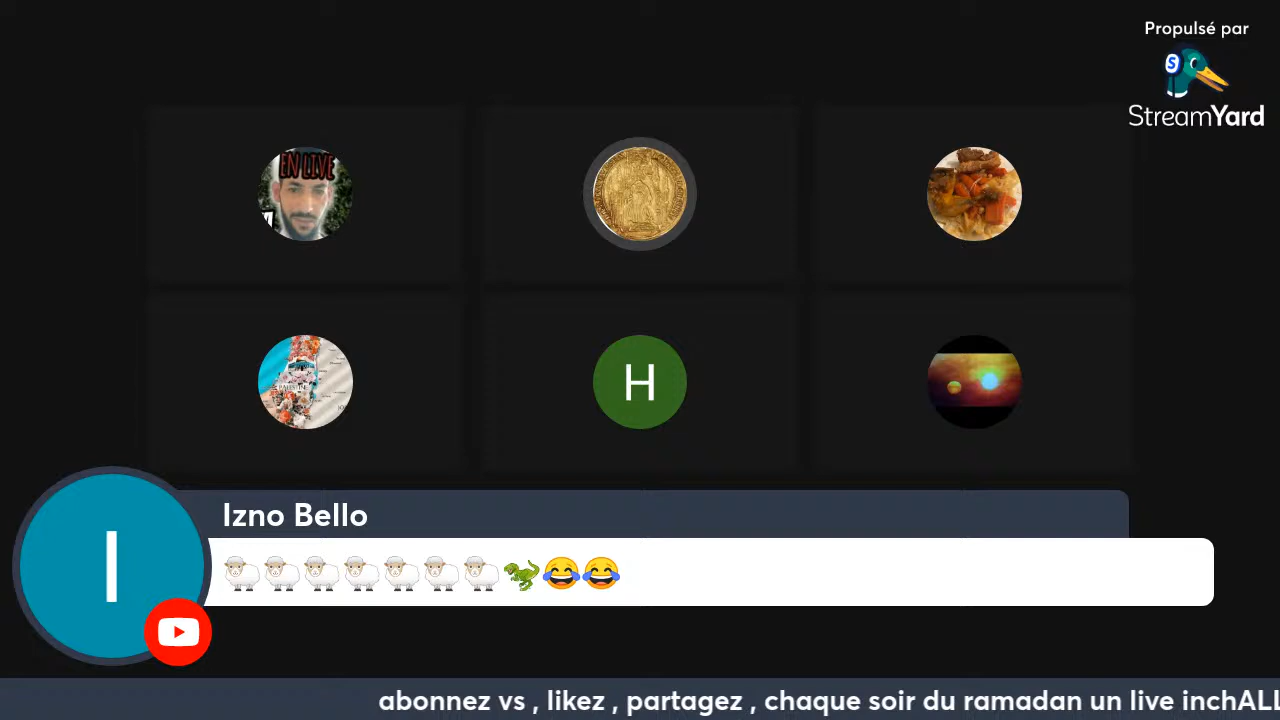 Propulsé par
StreamYard
EN LIVE
H
Izno Bello
I
🐑🐑🐑🐑🐑🐑🐑🦖😂😂
abonnez vs , likez , partagez , chaque soir du ramadan un live inchALL